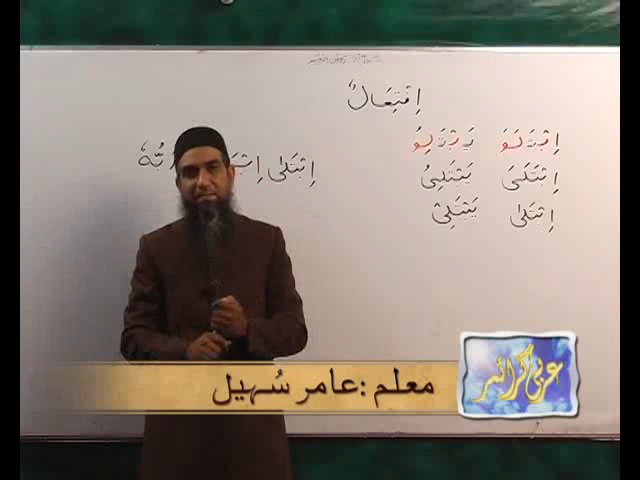 اِفْتِعَالٌ
اِبْتَلَوَ يَبْتَلِوُ
اِبْتَلَىَ يَبْتَلِىُ
اِبْتَلٰى يَبْتَلِىْ
اِبْتَلٰى
معلم :عامر سُہیل
عربی گرائمر